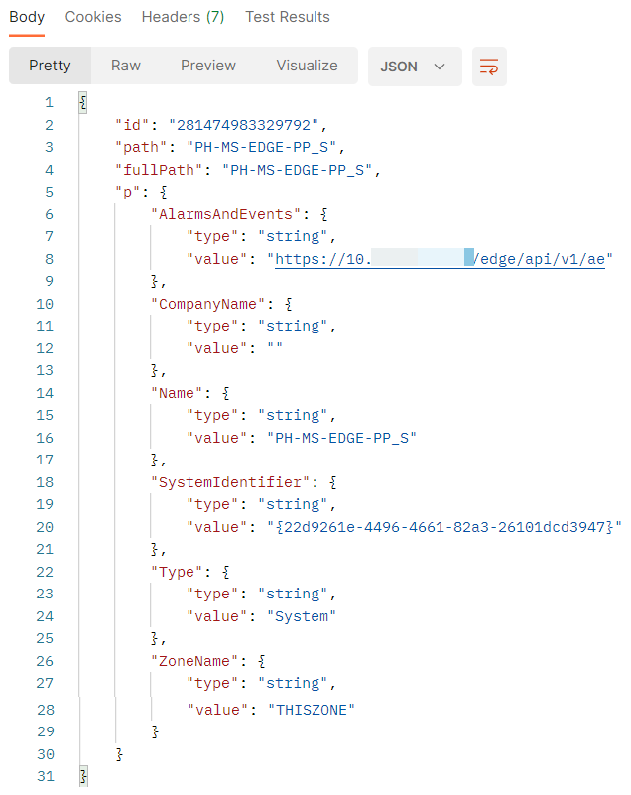 Body Cookies Headers (7) Test Results
Pretty Raw Preview Visualize JSON
1 {
2 "id": "281474983329792",
3 "path": "PH-MS-EDGE-PP_S",
4 "fullPath": "PH-MS-EDGE-PP_S",
5 "p": {
6 "AlarmsAndEvents": {
7 "type": "string",
8 "value": "https://10. /edge/api/v1/ae"
9 },
10 "CompanyName": {
11 "type": "string",
12 "value": ""
13 },
14 "Name": {
15 "type": "string",
16 "value": "PH-MS-EDGE-PP_S"
17 },
18 "SystemIdentifier": {
19 "type": "string",
20 "value": "{22d9261e-4496-4661-82a3-26101dcd3947}"
21 },
22 "Type": {
23 "type": "string",
24 "value": "System"
25 },
26 "ZoneName": {
27 "type": "string",
28 "value": "THISZONE"
29 }
30 }
31 }